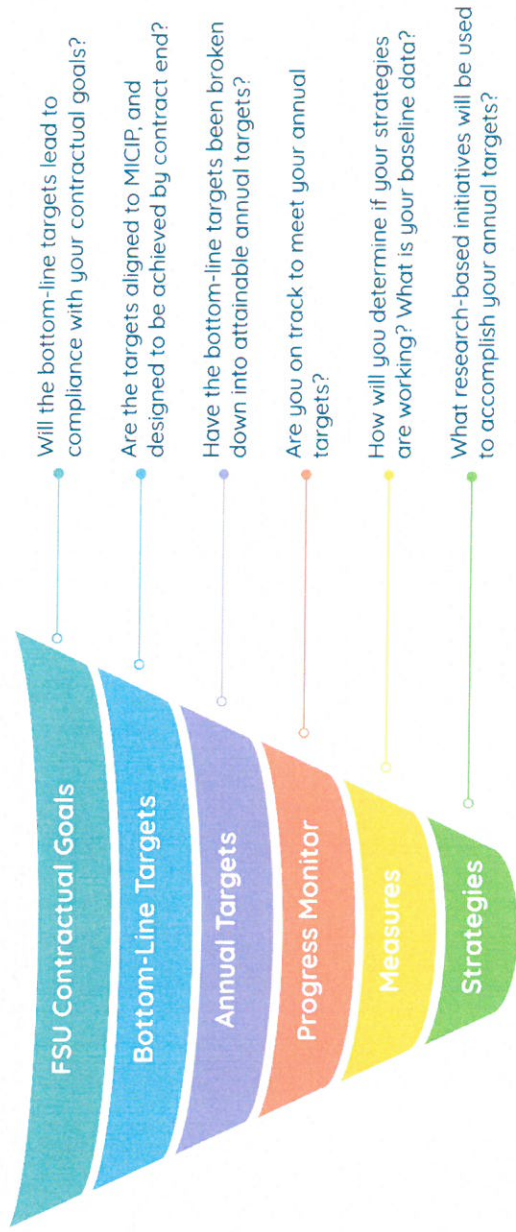 FSU Contractual Goals
Will the bottom-line targets lead to
compliance with your contractual goals?
Bottom-Line Targets
Are the targets aligned to MICIP, and
designed to be achieved by contract end?
Annual Targets
Have the bottom-line targets been broken
down into attainable annual targets?
Progress Monitor
Are you on track to meet your annual
targets?
Measures
How will you determine if your strategies
are working? What is your baseline data?
Strategies
What research-based initiatives will be used
to accomplish your annual targets?